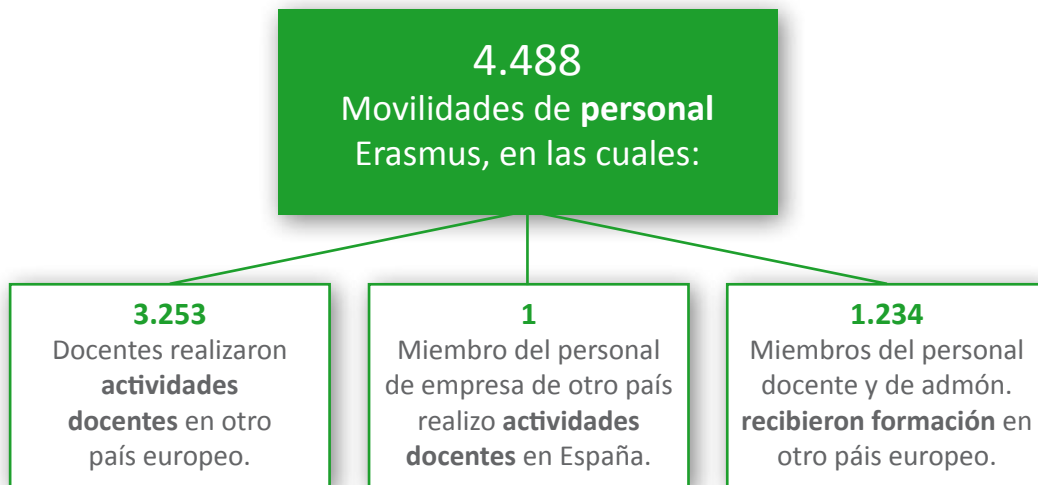 4.488
Movilidades de personal
Erasmus, en las cuales:
3.253
Docentes realizaron
actividades
docentes en otro
país europeo.
1
Miembro del personal
de empresa de otro país
realizo actividades
docentes en España.
1.234
Miembros del personal
docente y de admón.
recibieron formación en
otro páis europeo.